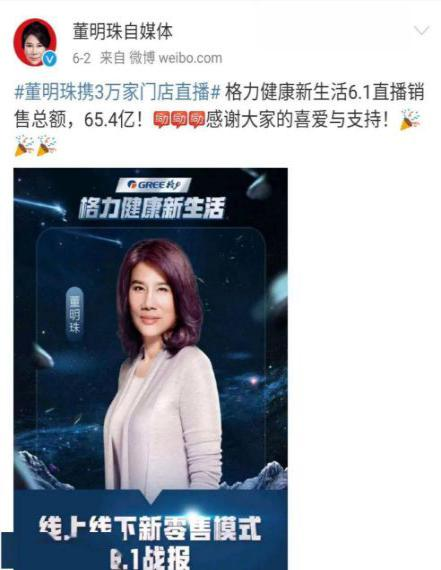 董明珠自媒体
6-2 来自 微博 weibo.com
#董明珠携3万家门店直播# 格力健康新生活6.1直播销
售总额，65.4亿！感谢大家的喜爱与支持！
GREE 格力
格力健康新生活
董明珠
线上线下新零售模式
6.1战报